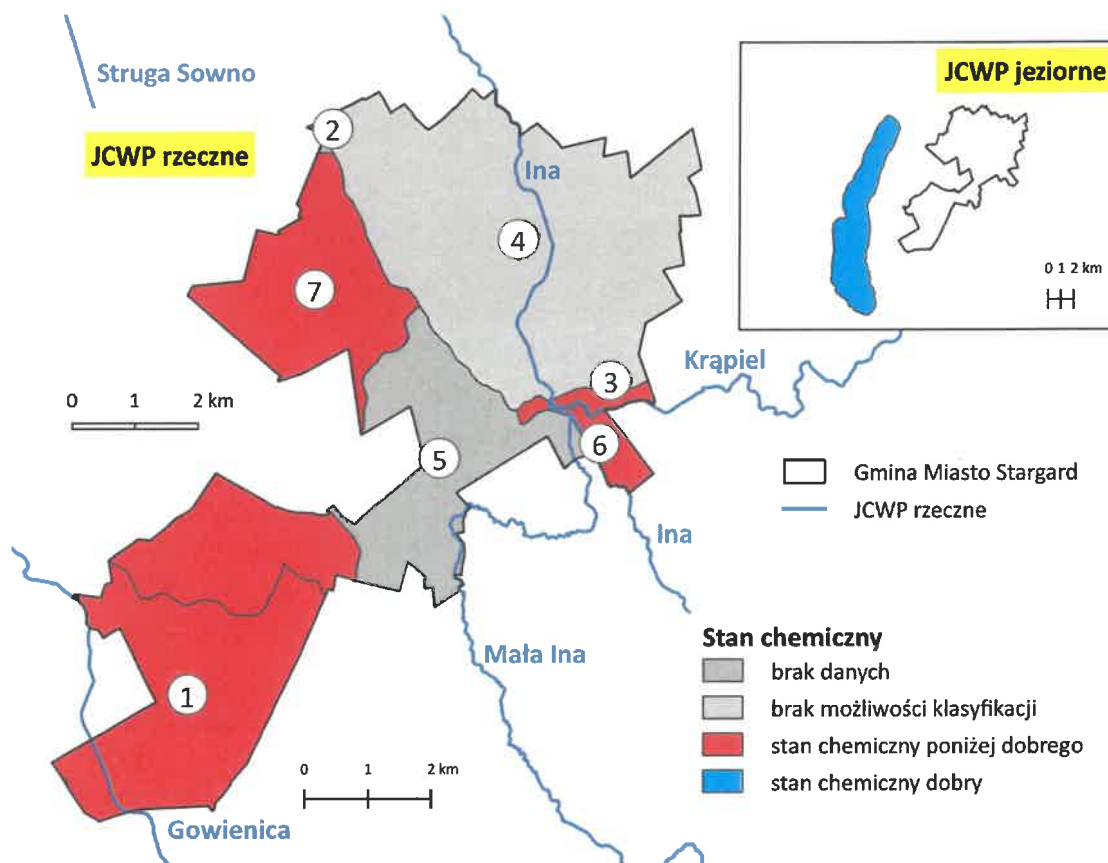 Struga Sowno
JCWP rzeczne
JCWP jeziorne
0 1 2 km
2
Ina
4
7
Krąpiel
3
0 1 2 km
6
5
Gmina Miasto Stargard
JCWP rzeczne
Ina
Stan chemiczny
brak danych
brak możliwości klasyfikacji
stan chemiczny poniżej dobrego
stan chemiczny dobry
Mała Ina
1
0 1 2 km
Gowienica